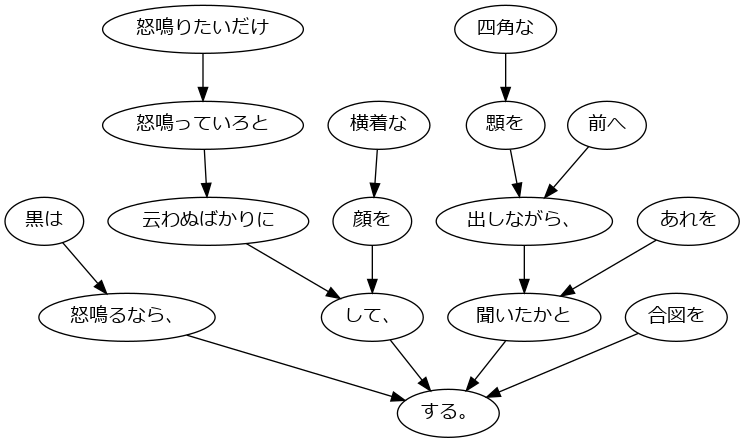 怒鳴りたいだけ
四角な
怒鳴っていろと
横着な
顋を
前へ
黒は
云わぬばかりに
顔を
出しながら、
あれを
怒鳴るなら、
して、
聞いたかと
合図を
する。